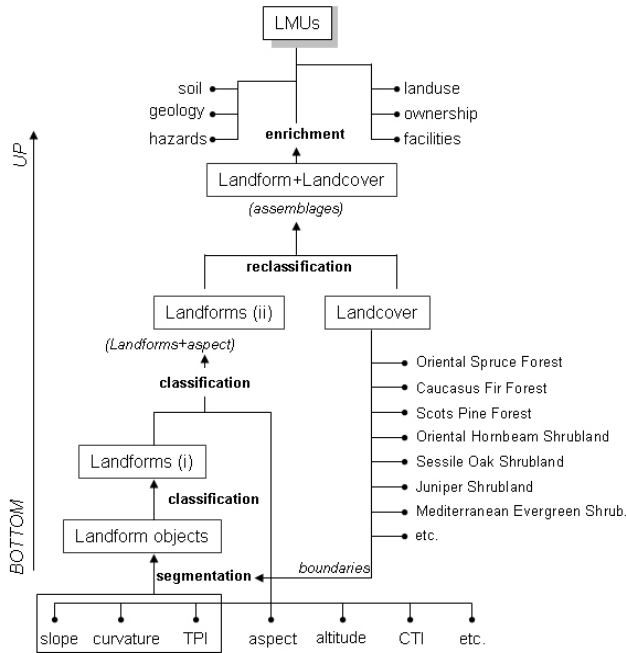 LMUs
soil
landuse
geology
ownership
hazards
enrichment
facilities
UP
Landform+Landcover
(assemblages)
reclassification
Landforms (ii)
Landcover
(Landforms+aspect)
Oriental Spruce Forest
classification
Caucasus Fir Forest
Scots Pine Forest
Oriental Hornbeam Shrubland
Landforms (i)
Sessile Oak Shrubland
Juniper Shrubland
classification
Mediterranean Evergreen Shrub.
Landform objects
etc.
BOTTOM
boundaries
segmentation
slope curvature TPI aspect altitude CTI etc.